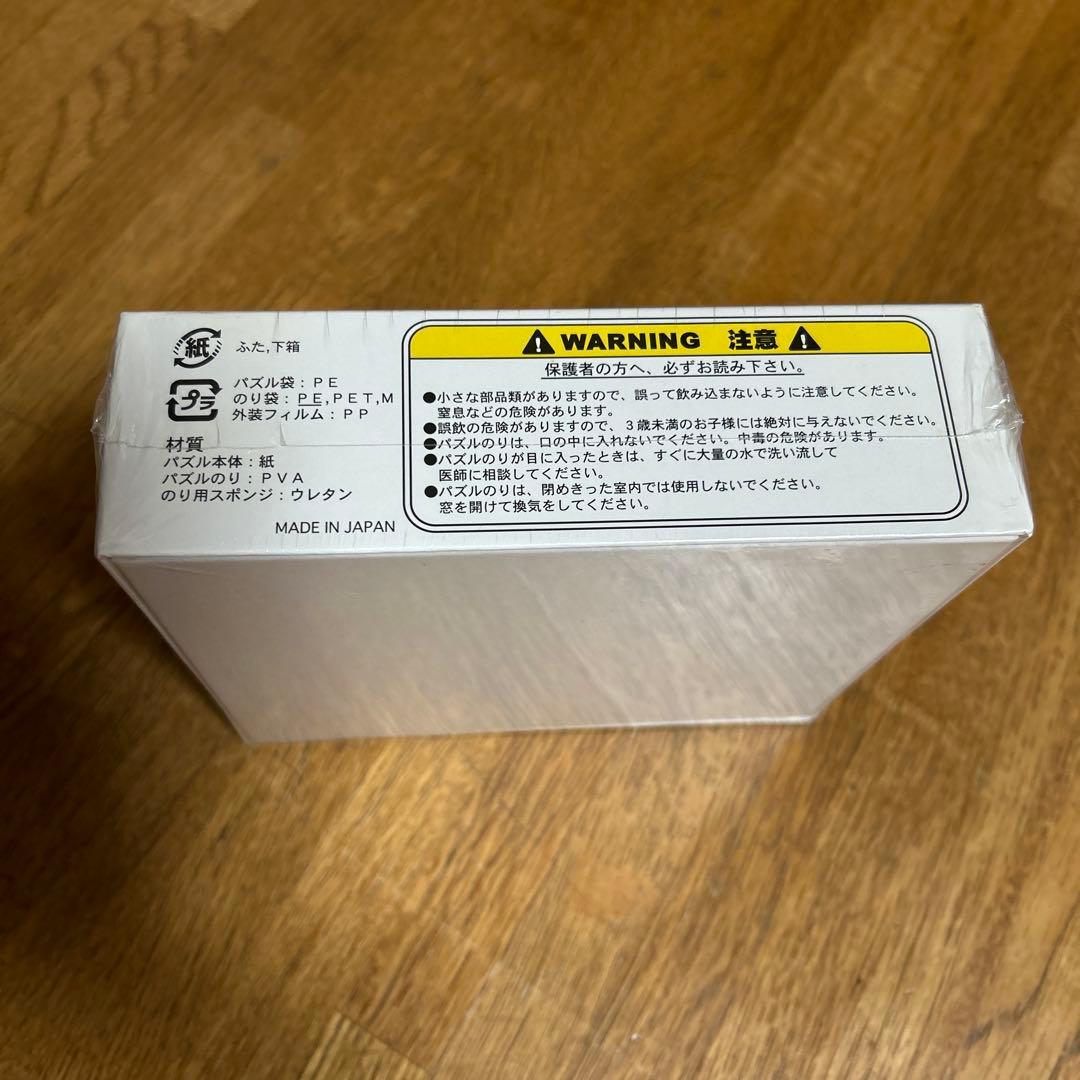 紙 ふた,下箱
プラ
パズル袋：ＰＥ
のり袋：ＰＥ,ＰＥＴ,Ｍ
外装フィルム：ＰＰ
材質
パズル本体：紙
パズルのり：ＰＶＡ
のり用スポンジ：ウレタン
MADE IN JAPAN
WARNING 注意
保護者の方へ、必ずお読み下さい。
●小さな部品類がありますので、誤って飲み込まないように注意してください。
窒息などの危険があります。
●誤飲の危険がありますので、３歳未満のお子様には絶対に与えないでください。
●パズルのりは、口の中に入れないでください。中毒の危険があります。
●パズルのりが目に入ったときは、すぐに大量の水で洗い流して
医師に相談してください。
●パズルのりは、閉めきった室内では使用しないでください。
窓を開けて換気をしてください。